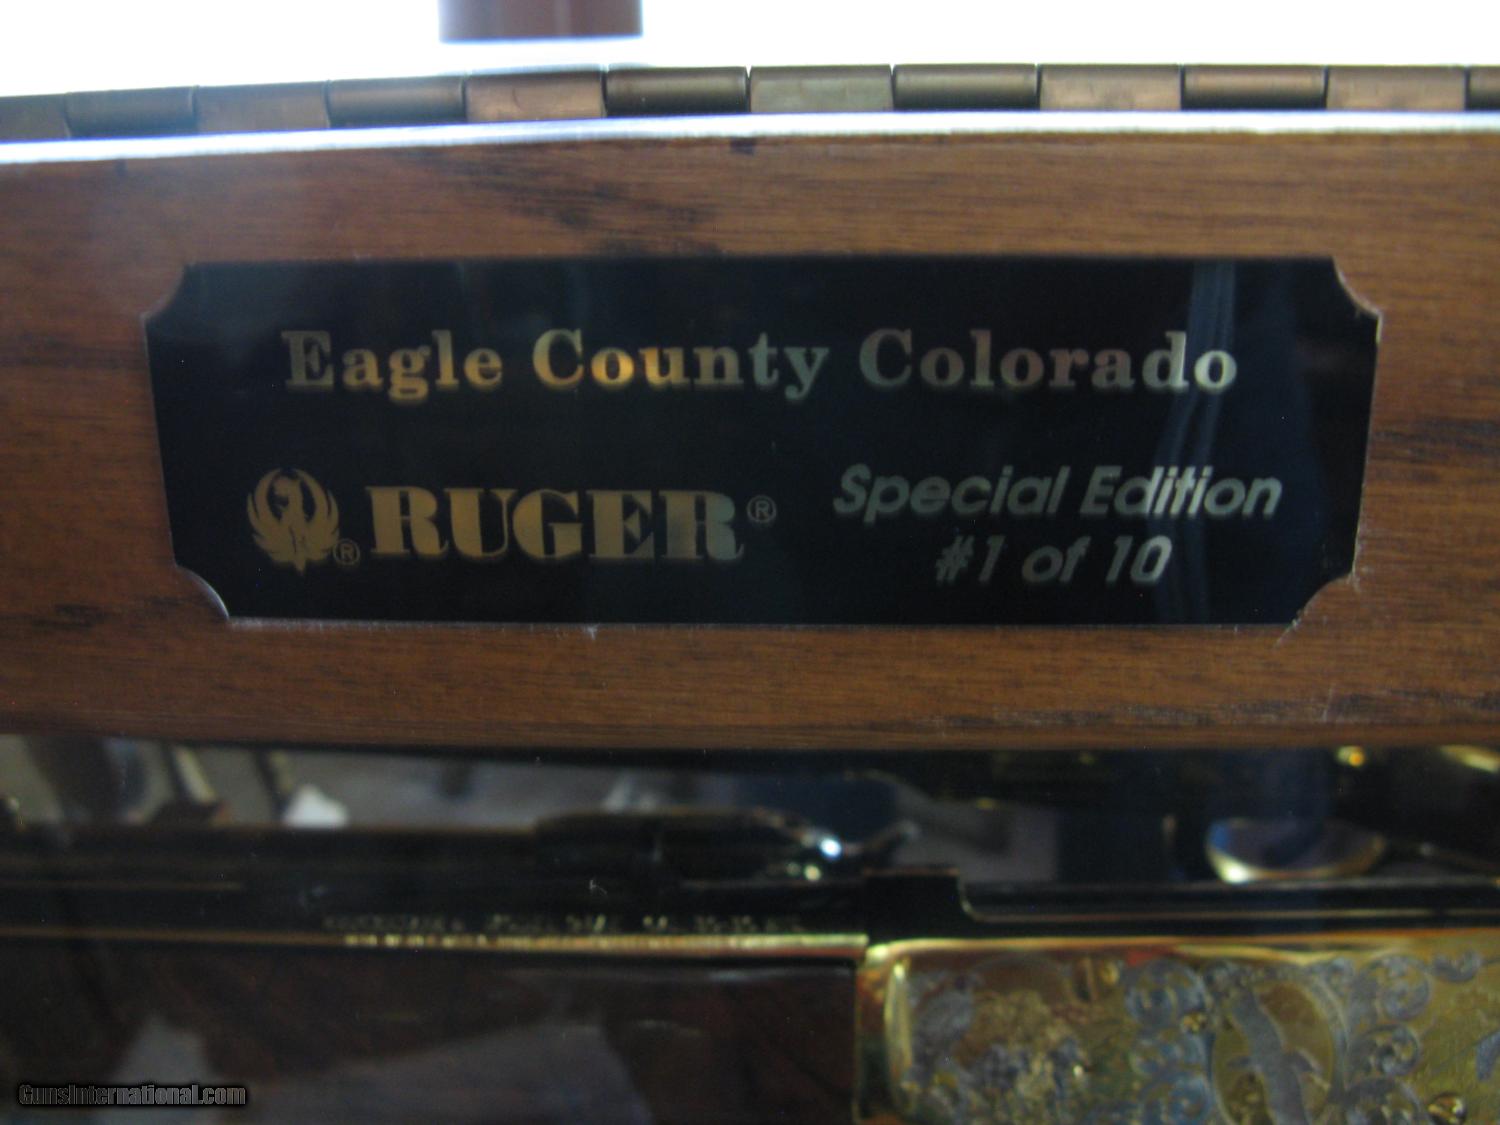 Eagle County Colorado
RUGER®
®
Special Edition
#1 of 10
GunsInternational.com